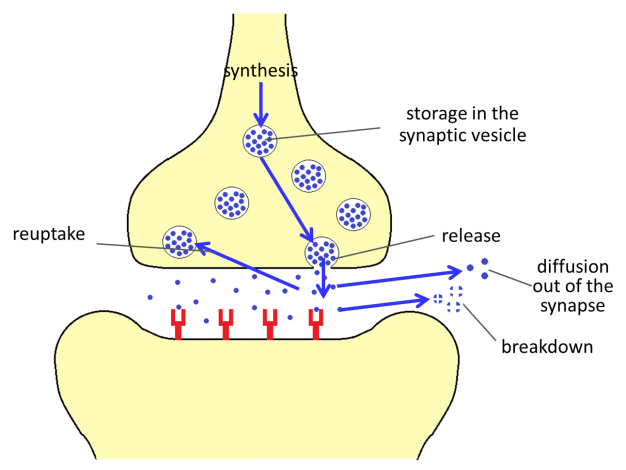 synthesis
storage in the
synaptic vesicle
reuptake
release
diffusion
out of the
synapse
breakdown